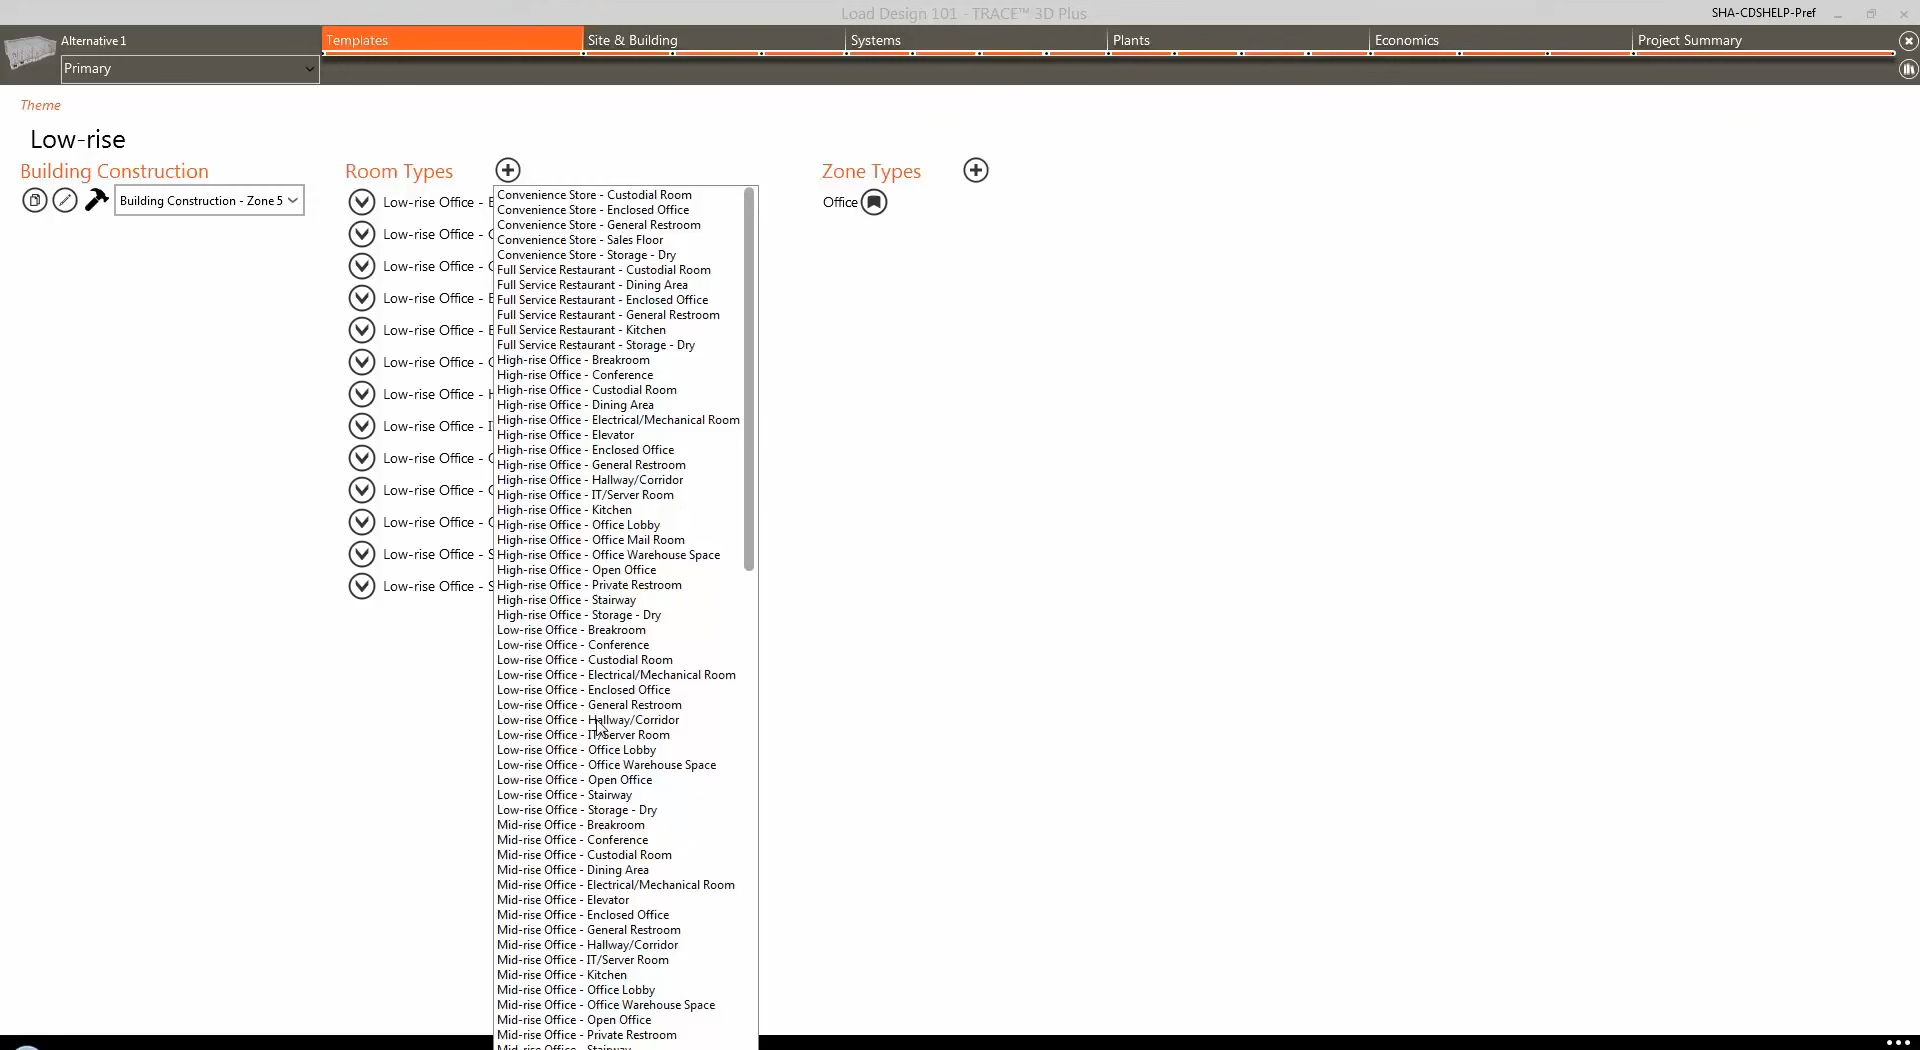 Load Design 101 - TRACE™ 3D Plus
SHA-CDSHELP-Pref
Alternative 1
Primary
Templates
Site & Building
Systems
Plants
Economics
Project Summary
Theme
Low-rise
Building Construction
Building Construction - Zone 5
Room Types
Low-rise Office -
Low-rise Office -
Low-rise Office -
Low-rise Office -
Low-rise Office -
Low-rise Office -
Low-rise Office -
Low-rise Office -
Low-rise Office -
Low-rise Office -
Low-rise Office -
Low-rise Office -
Low-rise Office -
Convenience Store - Custodial Room
Convenience Store - Enclosed Office
Convenience Store - General Restroom
Convenience Store - Sales Floor
Convenience Store - Storage - Dry
Full Service Restaurant - Custodial Room
Full Service Restaurant - Dining Area
Full Service Restaurant - Enclosed Office
Full Service Restaurant - General Restroom
Full Service Restaurant - Kitchen
Full Service Restaurant - Storage - Dry
High-rise Office - Breakroom
High-rise Office - Conference
High-rise Office - Custodial Room
High-rise Office - Dining Area
High-rise Office - Electrical/Mechanical Room
High-rise Office - Elevator
High-rise Office - Enclosed Office
High-rise Office - General Restroom
High-rise Office - Hallway/Corridor
High-rise Office - IT/Server Room
High-rise Office - Kitchen
High-rise Office - Office Lobby
High-rise Office - Office Mail Room
High-rise Office - Office Warehouse Space
High-rise Office - Open Office
High-rise Office - Private Restroom
High-rise Office - Stairway
High-rise Office - Storage - Dry
Low-rise Office - Breakroom
Low-rise Office - Conference
Low-rise Office - Custodial Room
Low-rise Office - Electrical/Mechanical Room
Low-rise Office - Enclosed Office
Low-rise Office - General Restroom
Low-rise Office - Hallway/Corridor
Low-rise Office - IT/Server Room
Low-rise Office - Office Lobby
Low-rise Office - Office Warehouse Space
Low-rise Office - Open Office
Low-rise Office - Stairway
Low-rise Office - Storage - Dry
Mid-rise Office - Breakroom
Mid-rise Office - Conference
Mid-rise Office - Custodial Room
Mid-rise Office - Dining Area
Mid-rise Office - Electrical/Mechanical Room
Mid-rise Office - Elevator
Mid-rise Office - Enclosed Office
Mid-rise Office - General Restroom
Mid-rise Office - Hallway/Corridor
Mid-rise Office - IT/Server Room
Mid-rise Office - Kitchen
Mid-rise Office - Office Lobby
Mid-rise Office - Office Warehouse Space
Mid-rise Office - Open Office
Mid-rise Office - Private Restroom
Mid-rise Office - Stairway
Zone Types
Office